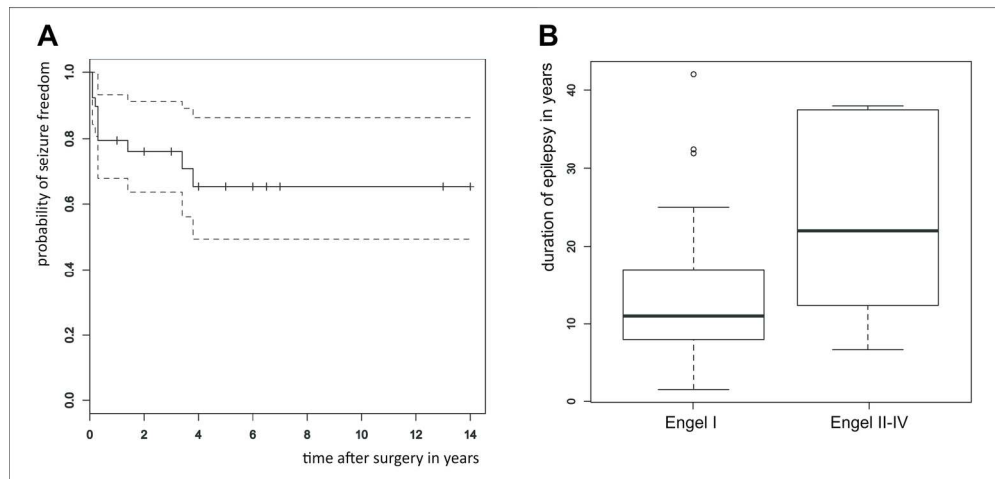 A
probability of seizure freedom
1.0
0.8
0.6
0.4
0.2
0.0
0 2 4 6 8 10 12 14
time after surgery in years
B
duration of epilepsy in years
40
30
20
10
0
Engel I Engel II-IV